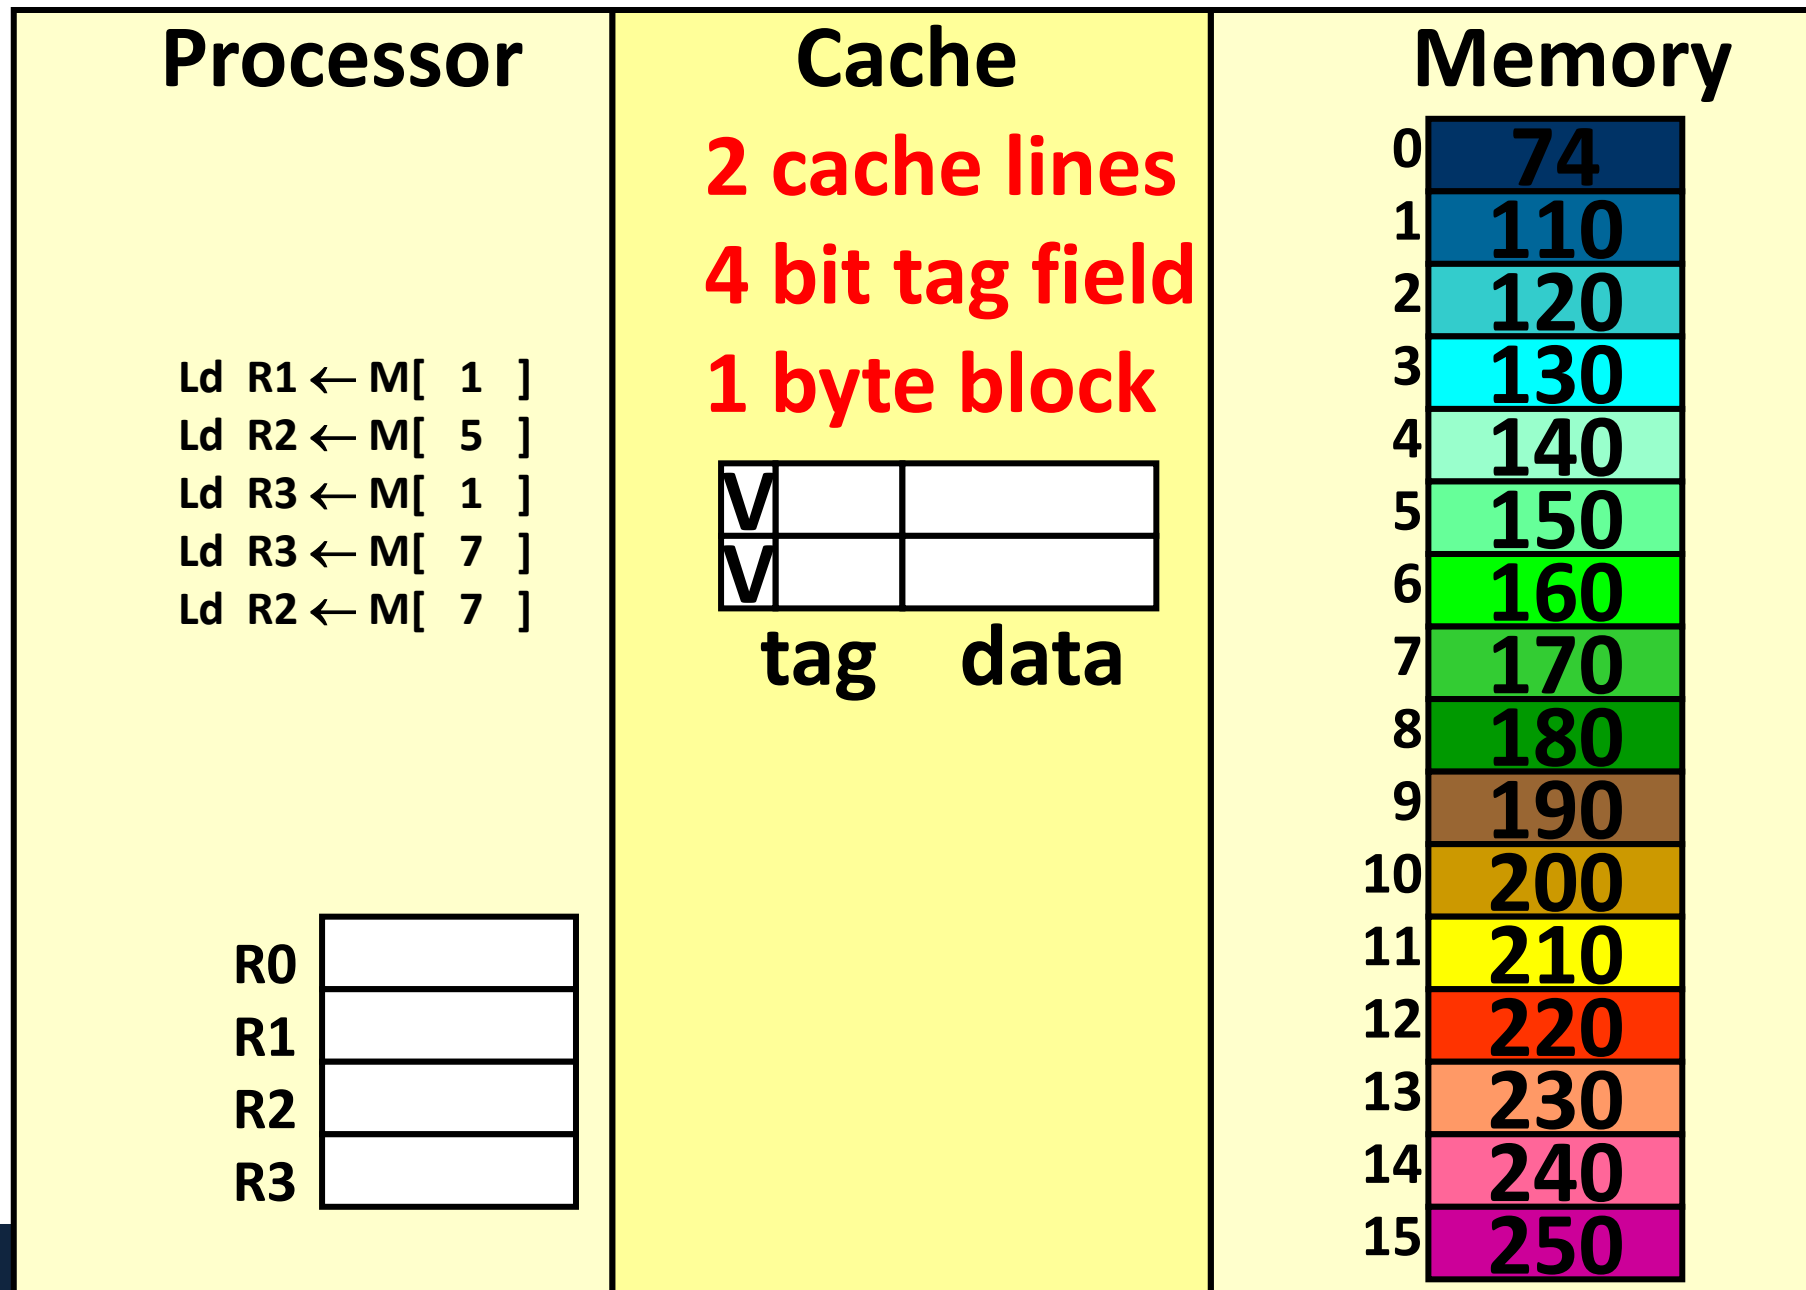 Processor
Ld R1 ← M[ 1 ]
Ld R2 ← M[ 5 ]
Ld R3 ← M[ 1 ]
Ld R3 ← M[ 7 ]
Ld R2 ← M[ 7 ]
R0
R1
R2
R3
Cache
2 cache lines
4 bit tag field
1 byte block
V
V
tag data
Memory
0 74
1 110
2 120
3 130
4 140
5 150
6 160
7 170
8 180
9 190
10 200
11 210
12 220
13 230
14 240
15 250